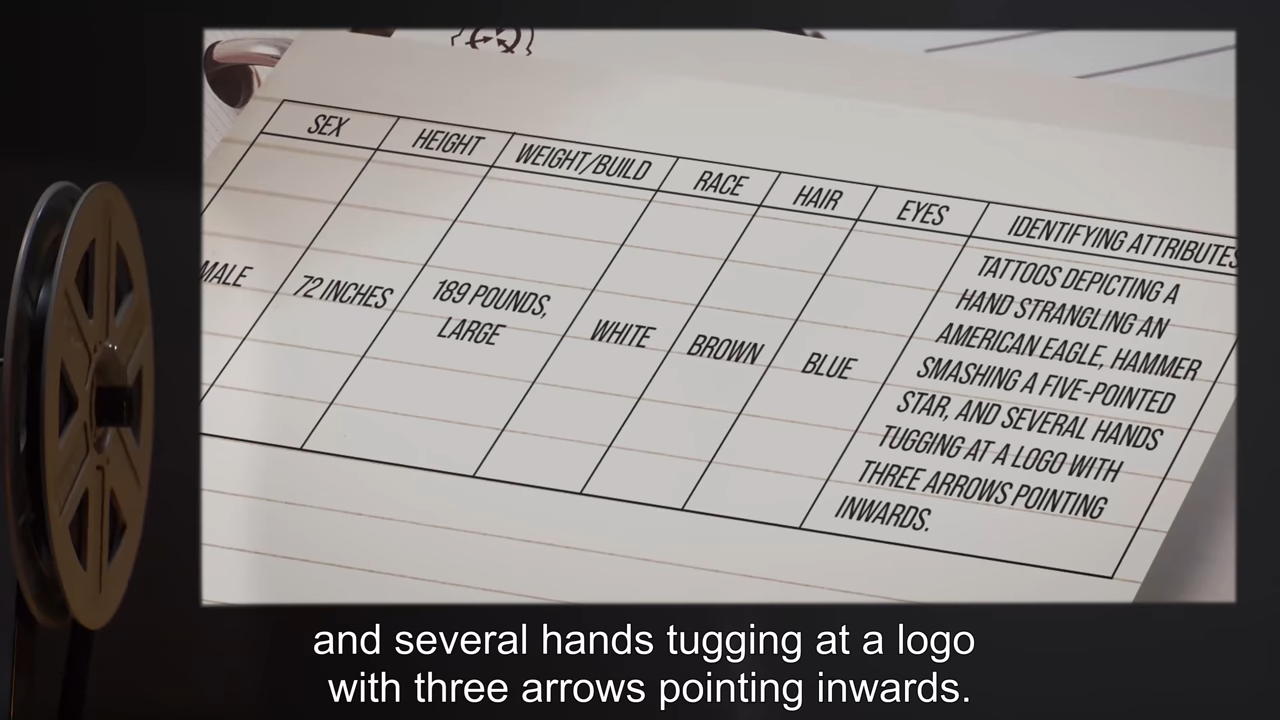 SEX
HEIGHT
WEIGHT/BUILD
RACE
HAIR
EYES
IDENTIFYING ATTRIBUTES
MALE
72 INCHES
189 POUNDS,
LARGE
WHITE
BROWN
BLUE
TATTOOS DEPICTING A
HAND STRANGLING AN
AMERICAN EAGLE, HAMMER
SMASHING A FIVE-POINTED
STAR, AND SEVERAL HANDS
TUGGING AT A LOGO WITH
THREE ARROWS POINTING
INWARDS.
and several hands tugging at a logo
with three arrows pointing inwards.